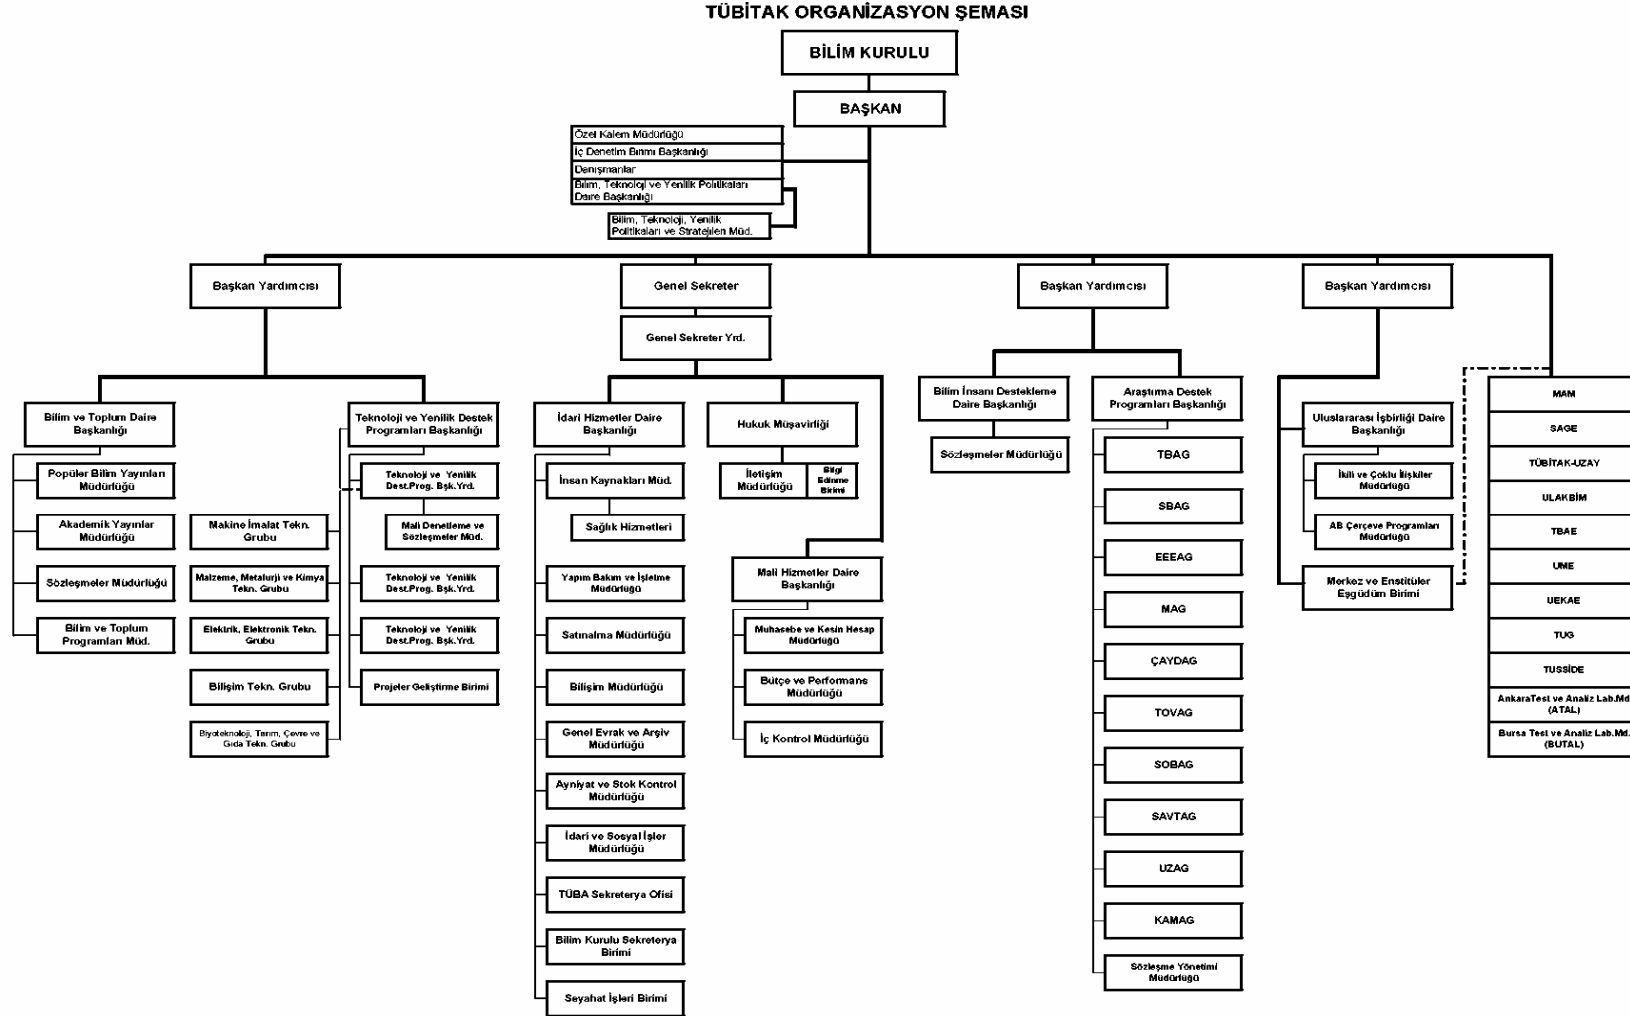 TÜBİTAK ORGANİZASYON ŞEMASI
BİLİM KURULU
BAŞKAN
Özel Kalem Müdürlüğü
İç Denetim Birimi Başkanlığı
Danışmanlar
Bilim, Teknoloji ve Yenilik Politikaları
Daire Başkanlığı
Bilim, Teknoloji, Yenilik
Politikaları ve Stratejileri Müd.
Başkan Yardımcısı
Genel Sekreter
Başkan Yardımcısı
Başkan Yardımcısı
Genel Sekreter Yrd.
Bilim ve Toplum Daire
Başkanlığı
Popüler Bilim Yayınları
Müdürlüğü
Akademik Yayınlar
Müdürlüğü
Sözleşmeler Müdürlüğü
Bilim ve Toplum
Programları Müd.
Teknoloji ve Yenilik Destek
Programları Başkanlığı
Teknoloji ve Yenilik
Dest.Prog. Bşk.Yrd.
Mali Denetleme ve
Sözleşmeler Müd.
Teknoloji ve Yenilik
Dest.Prog. Bşk.Yrd.
Teknoloji ve Yenilik
Dest.Prog. Bşk.Yrd.
Projeler Geliştirme Birimi
Makine İmalat Tekn.
Grubu
Malzeme, Metalurji ve Kimya
Tekn. Grubu
Elektrik, Elektronik Tekn.
Grubu
Bilişim Tekn. Grubu
Biyoteknoloji, Tarım, Çevre ve
Gıda Tekn. Grubu
İdari Hizmetler Daire
Başkanlığı
İnsan Kaynakları Müd.
Sağlık Hizmetleri
Yapım Bakım ve İşletme
Müdürlüğü
Satınalma Müdürlüğü
Bilişim Müdürlüğü
Genel Evrak ve Arşiv
Müdürlüğü
Ayniyat ve Stok Kontrol
Müdürlüğü
İdari ve Sosyal İşler
Müdürlüğü
TÜBA Sekreterya Ofisi
Bilim Kurulu Sekreterya
Birimi
Seyahat İşleri Birimi
Hukuk Müşavirliği
İletişim
Müdürlüğü
Bilgi
Edinme
Birimi
Mali Hizmetler Daire
Başkanlığı
Muhasebe ve Kesin Hesap
Müdürlüğü
Bütçe ve Performans
Müdürlüğü
İç Kontrol Müdürlüğü
Bilim İnsanı Destekleme
Daire Başkanlığı
Sözleşmeler Müdürlüğü
Araştırma Destek
Programları Başkanlığı
TBAG
SBAG
EEEAG
MAG
ÇAYDAG
TOVAG
SOBAG
SAVTAG
UZAG
KAMAG
Sözleşme Yönetimi
Müdürlüğü
Uluslararası İşbirliği Daire
Başkanlığı
İkili ve Çoklu İlişkiler
Müdürlüğü
AB Çerçeve Programları
Müdürlüğü
Merkez ve Enstitüler
Eşgüdüm Birimi
MAM
SAGE
TÜBİTAK-UZAY
ULAKBİM
TBAE
UME
UEKAE
TUG
TUSSİDE
AnkaraTest ve Analiz Lab.Md.
(ATAL)
Bursa Test ve Analiz Lab.Md.
(BUTAL)